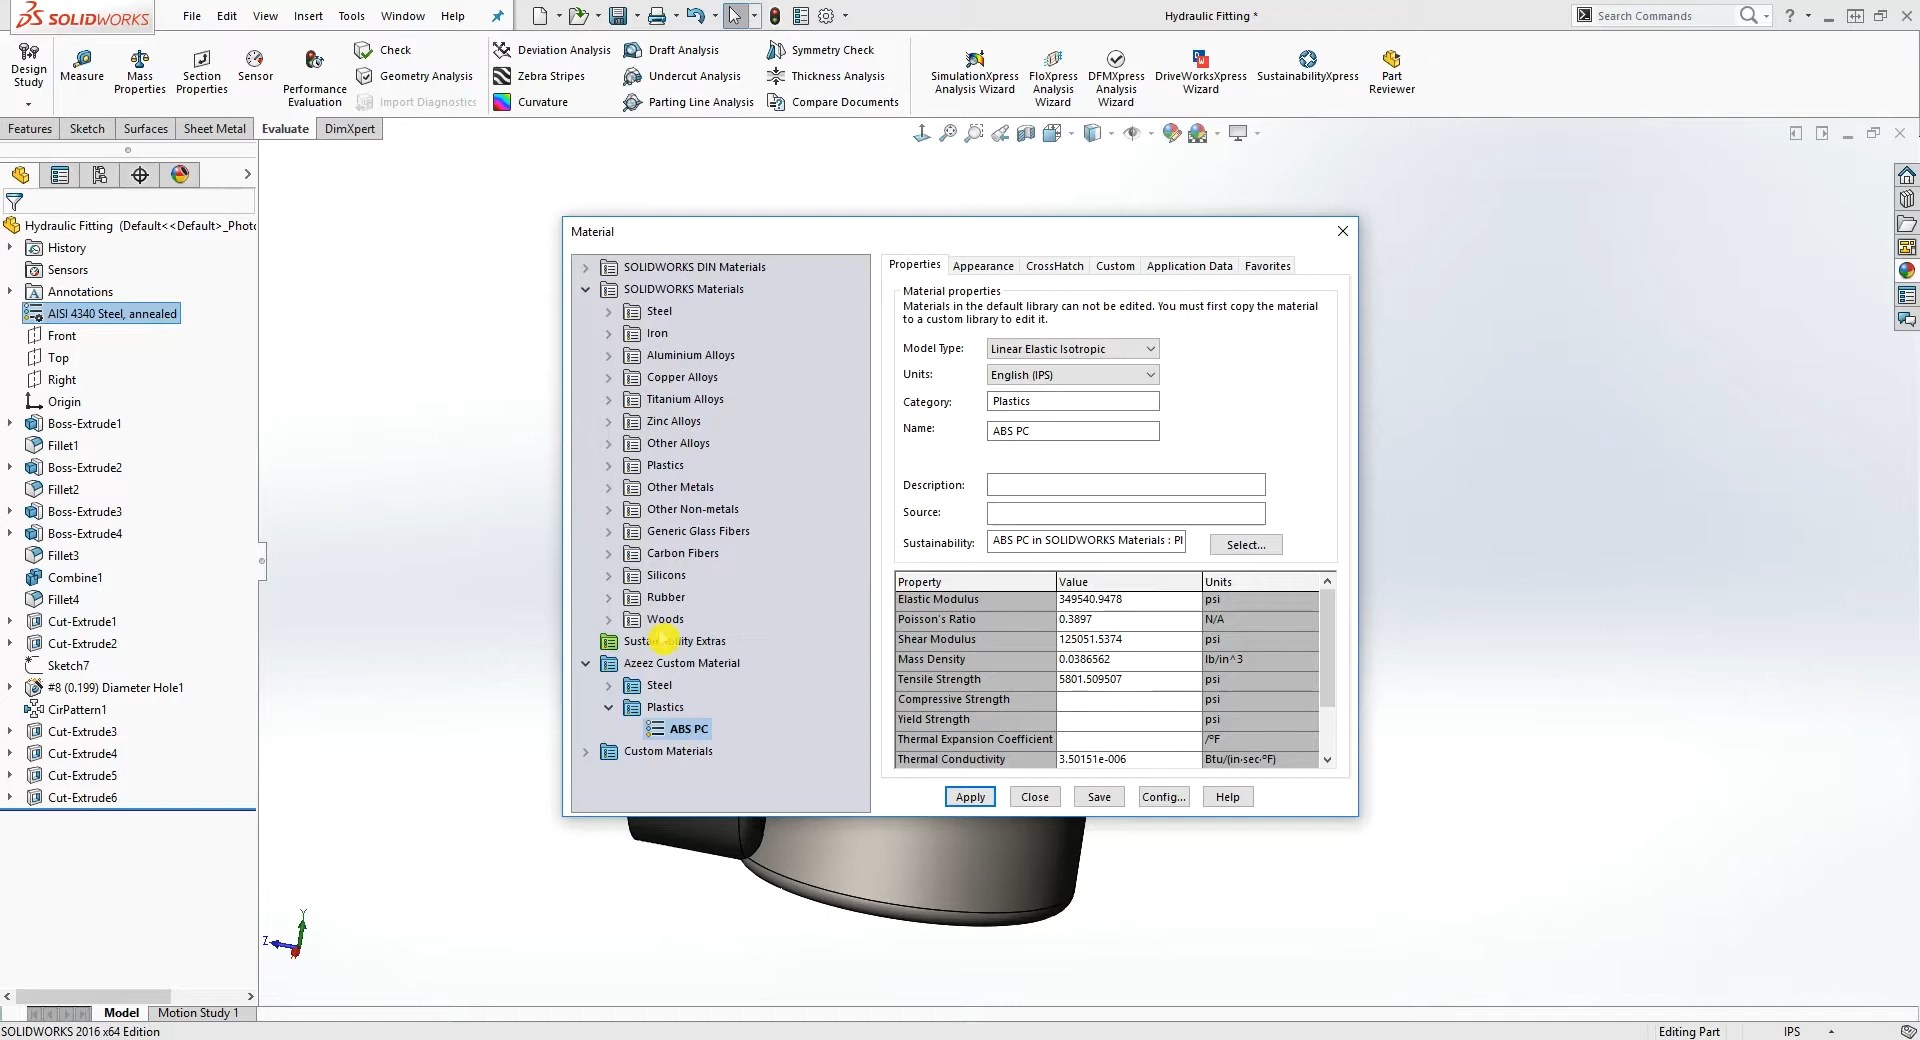 SOLIDWORKS File Edit View Insert Tools Window Help Hydraulic Fitting * Search Commands ?
Design Study Measure Mass Properties Section Properties Sensor Performance Evaluation
Check
Geometry Analysis
Import Diagnostics
Deviation Analysis
Zebra Stripes
Curvature
Draft Analysis
Undercut Analysis
Parting Line Analysis
Symmetry Check
Thickness Analysis
Compare Documents
SimulationXpress Analysis Wizard FloXpress Analysis Wizard DFMXpress Analysis Wizard DriveWorksXpress Wizard SustainabilityXpress Part Reviewer
Features Sketch Surfaces Sheet Metal Evaluate DimXpert
Hydraulic Fitting (Default<<Default>_Phot
History
Sensors
Annotations
AISI 4340 Steel, annealed
Front
Top
Right
Origin
Boss-Extrude1
Fillet1
Boss-Extrude2
Fillet2
Boss-Extrude3
Boss-Extrude4
Fillet3
Combine1
Fillet4
Cut-Extrude1
Cut-Extrude2
Sketch7
#8 (0.199) Diameter Hole1
CirPattern1
Cut-Extrude3
Cut-Extrude4
Cut-Extrude5
Cut-Extrude6
Material
SOLIDWORKS DIN Materials
SOLIDWORKS Materials
Steel
Iron
Aluminium Alloys
Copper Alloys
Titanium Alloys
Zinc Alloys
Other Alloys
Plastics
Other Metals
Other Non-metals
Generic Glass Fibers
Carbon Fibers
Silicons
Rubber
Woods
Sustainability Extras
Azeez Custom Material
Steel
Plastics
ABS PC
Custom Materials
Properties Appearance CrossHatch Custom Application Data Favorites
Material properties
Materials in the default library can not be edited. You must first copy the material
to a custom library to edit it.
Model Type: Linear Elastic Isotropic
Units: English (IPS)
Category: Plastics
Name: ABS PC
Description:
Source:
Sustainability: ABS PC in SOLIDWORKS Materials : Pl Select...
Property Value Units
Elastic Modulus 349540.9478 psi
Poisson's Ratio 0.3897 N/A
Shear Modulus 125051.5374 psi
Mass Density 0.0386562 lb/in^3
Tensile Strength 5801.509507 psi
Compressive Strength psi
Yield Strength psi
Thermal Expansion Coefficient /°F
Thermal Conductivity 3.50151e-006 Btu/(in·sec·°F)
Apply Close Save Config... Help
Y
Z
Model Motion Study 1
SOLIDWORKS 2016 x64 Edition Editing Part IPS